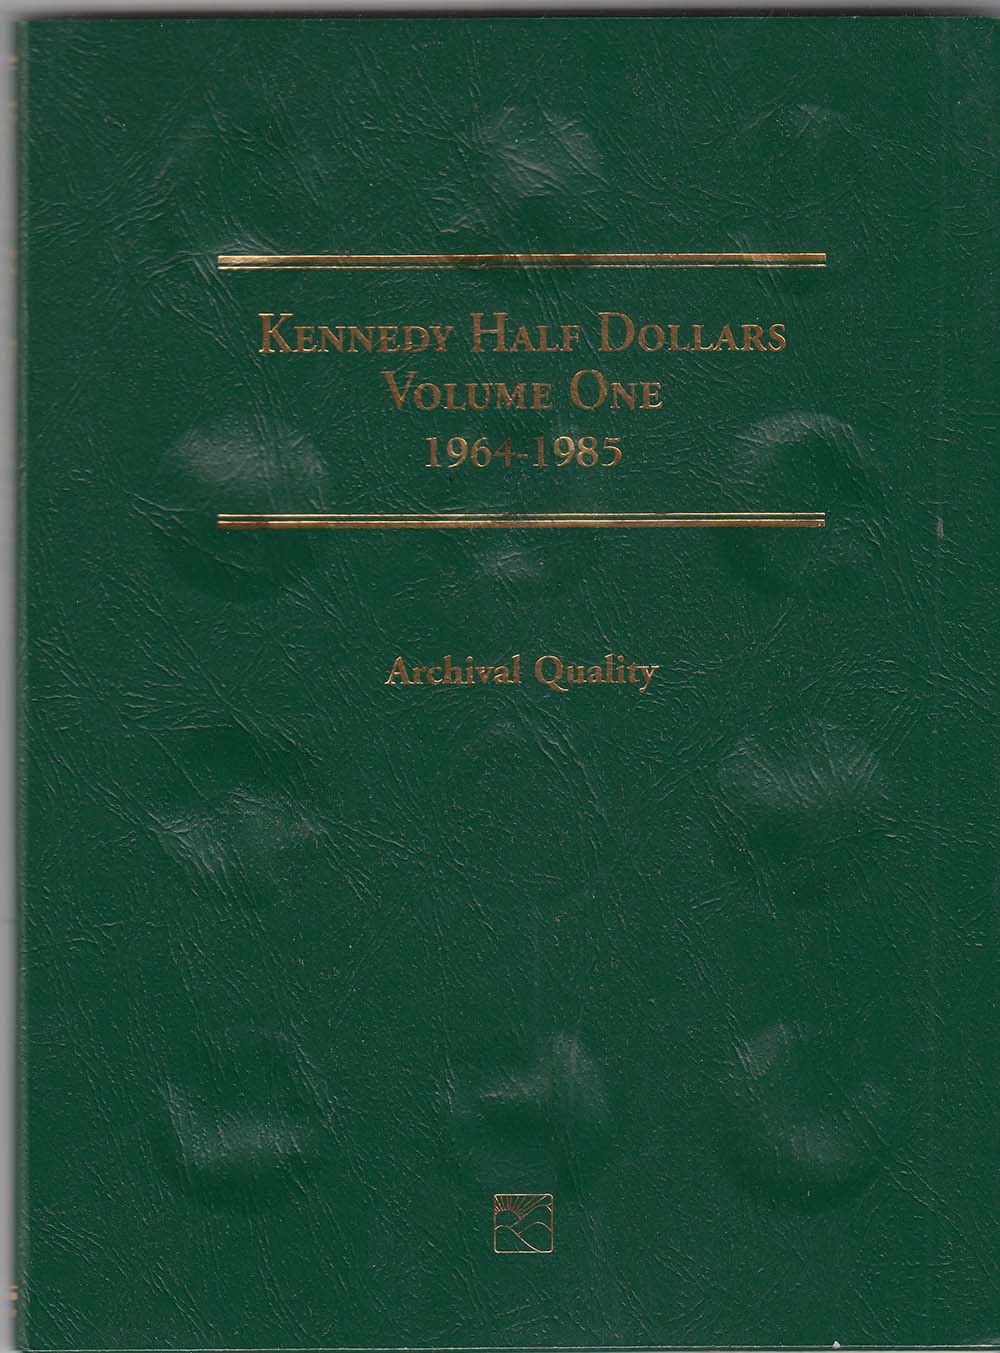 Kennedy Half Dollars
Volume One
1964-1985
Archival Quality